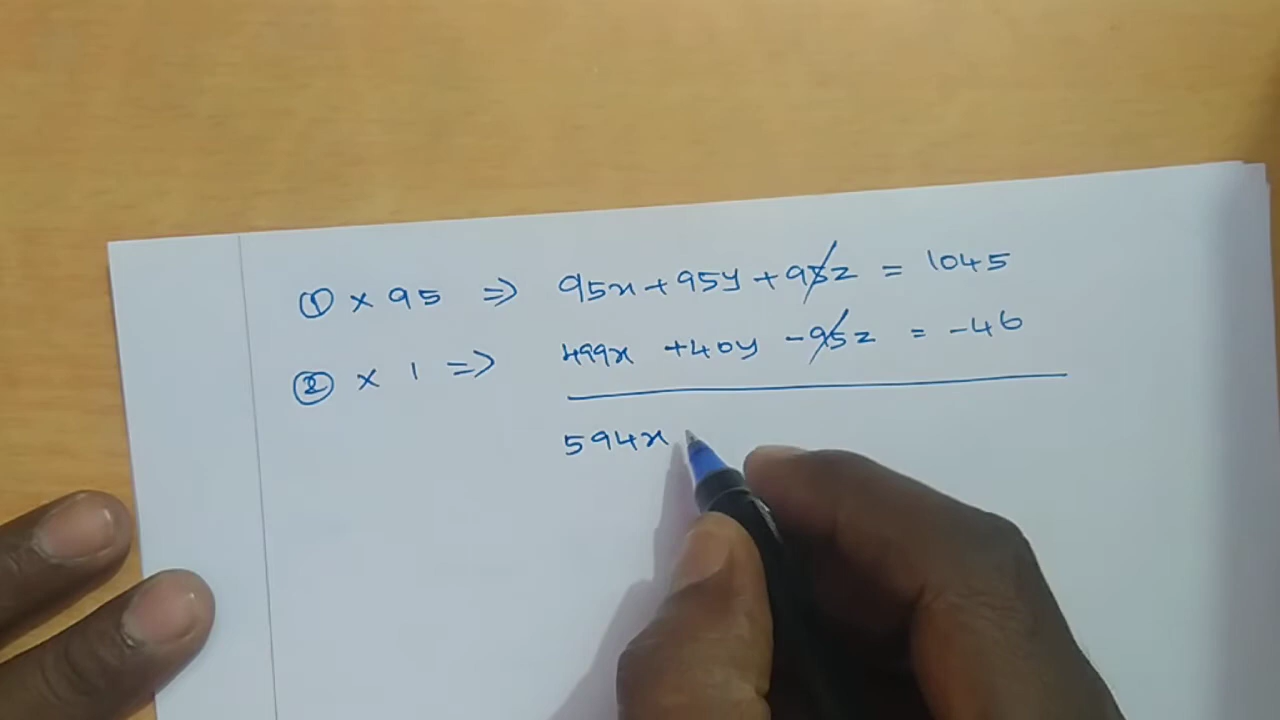 ① × 95 ⇒ 95x + 95y + 95z = 1045
② × 1 ⇒ 499x + 40y - 95z = -46
594x